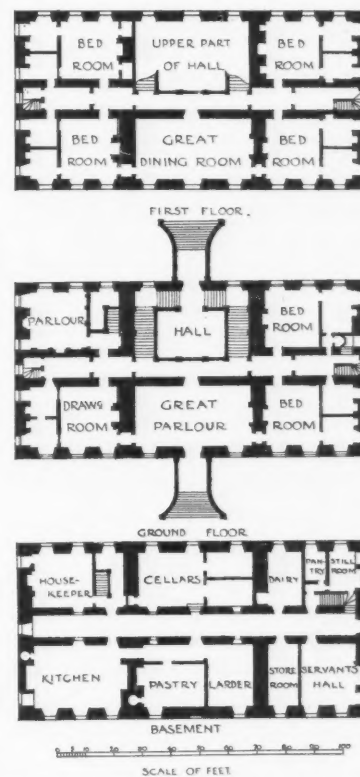 BED ROOM
UPPER PART OF HALL
BED ROOM
BED ROOM
GREAT DINING ROOM
BED ROOM
FIRST FLOOR.
PARLOUR
HALL
BED ROOM
DRAWG ROOM
GREAT PARLOUR
BED ROOM
GROUND FLOOR
HOUSE-KEEPER
CELLARS
DAIRY
PAN-TRY
STILL ROOM
KITCHEN
PASTRY
LARDER
STORE ROOM
SERVANTS HALL
BASEMENT
SCALE OF FEET